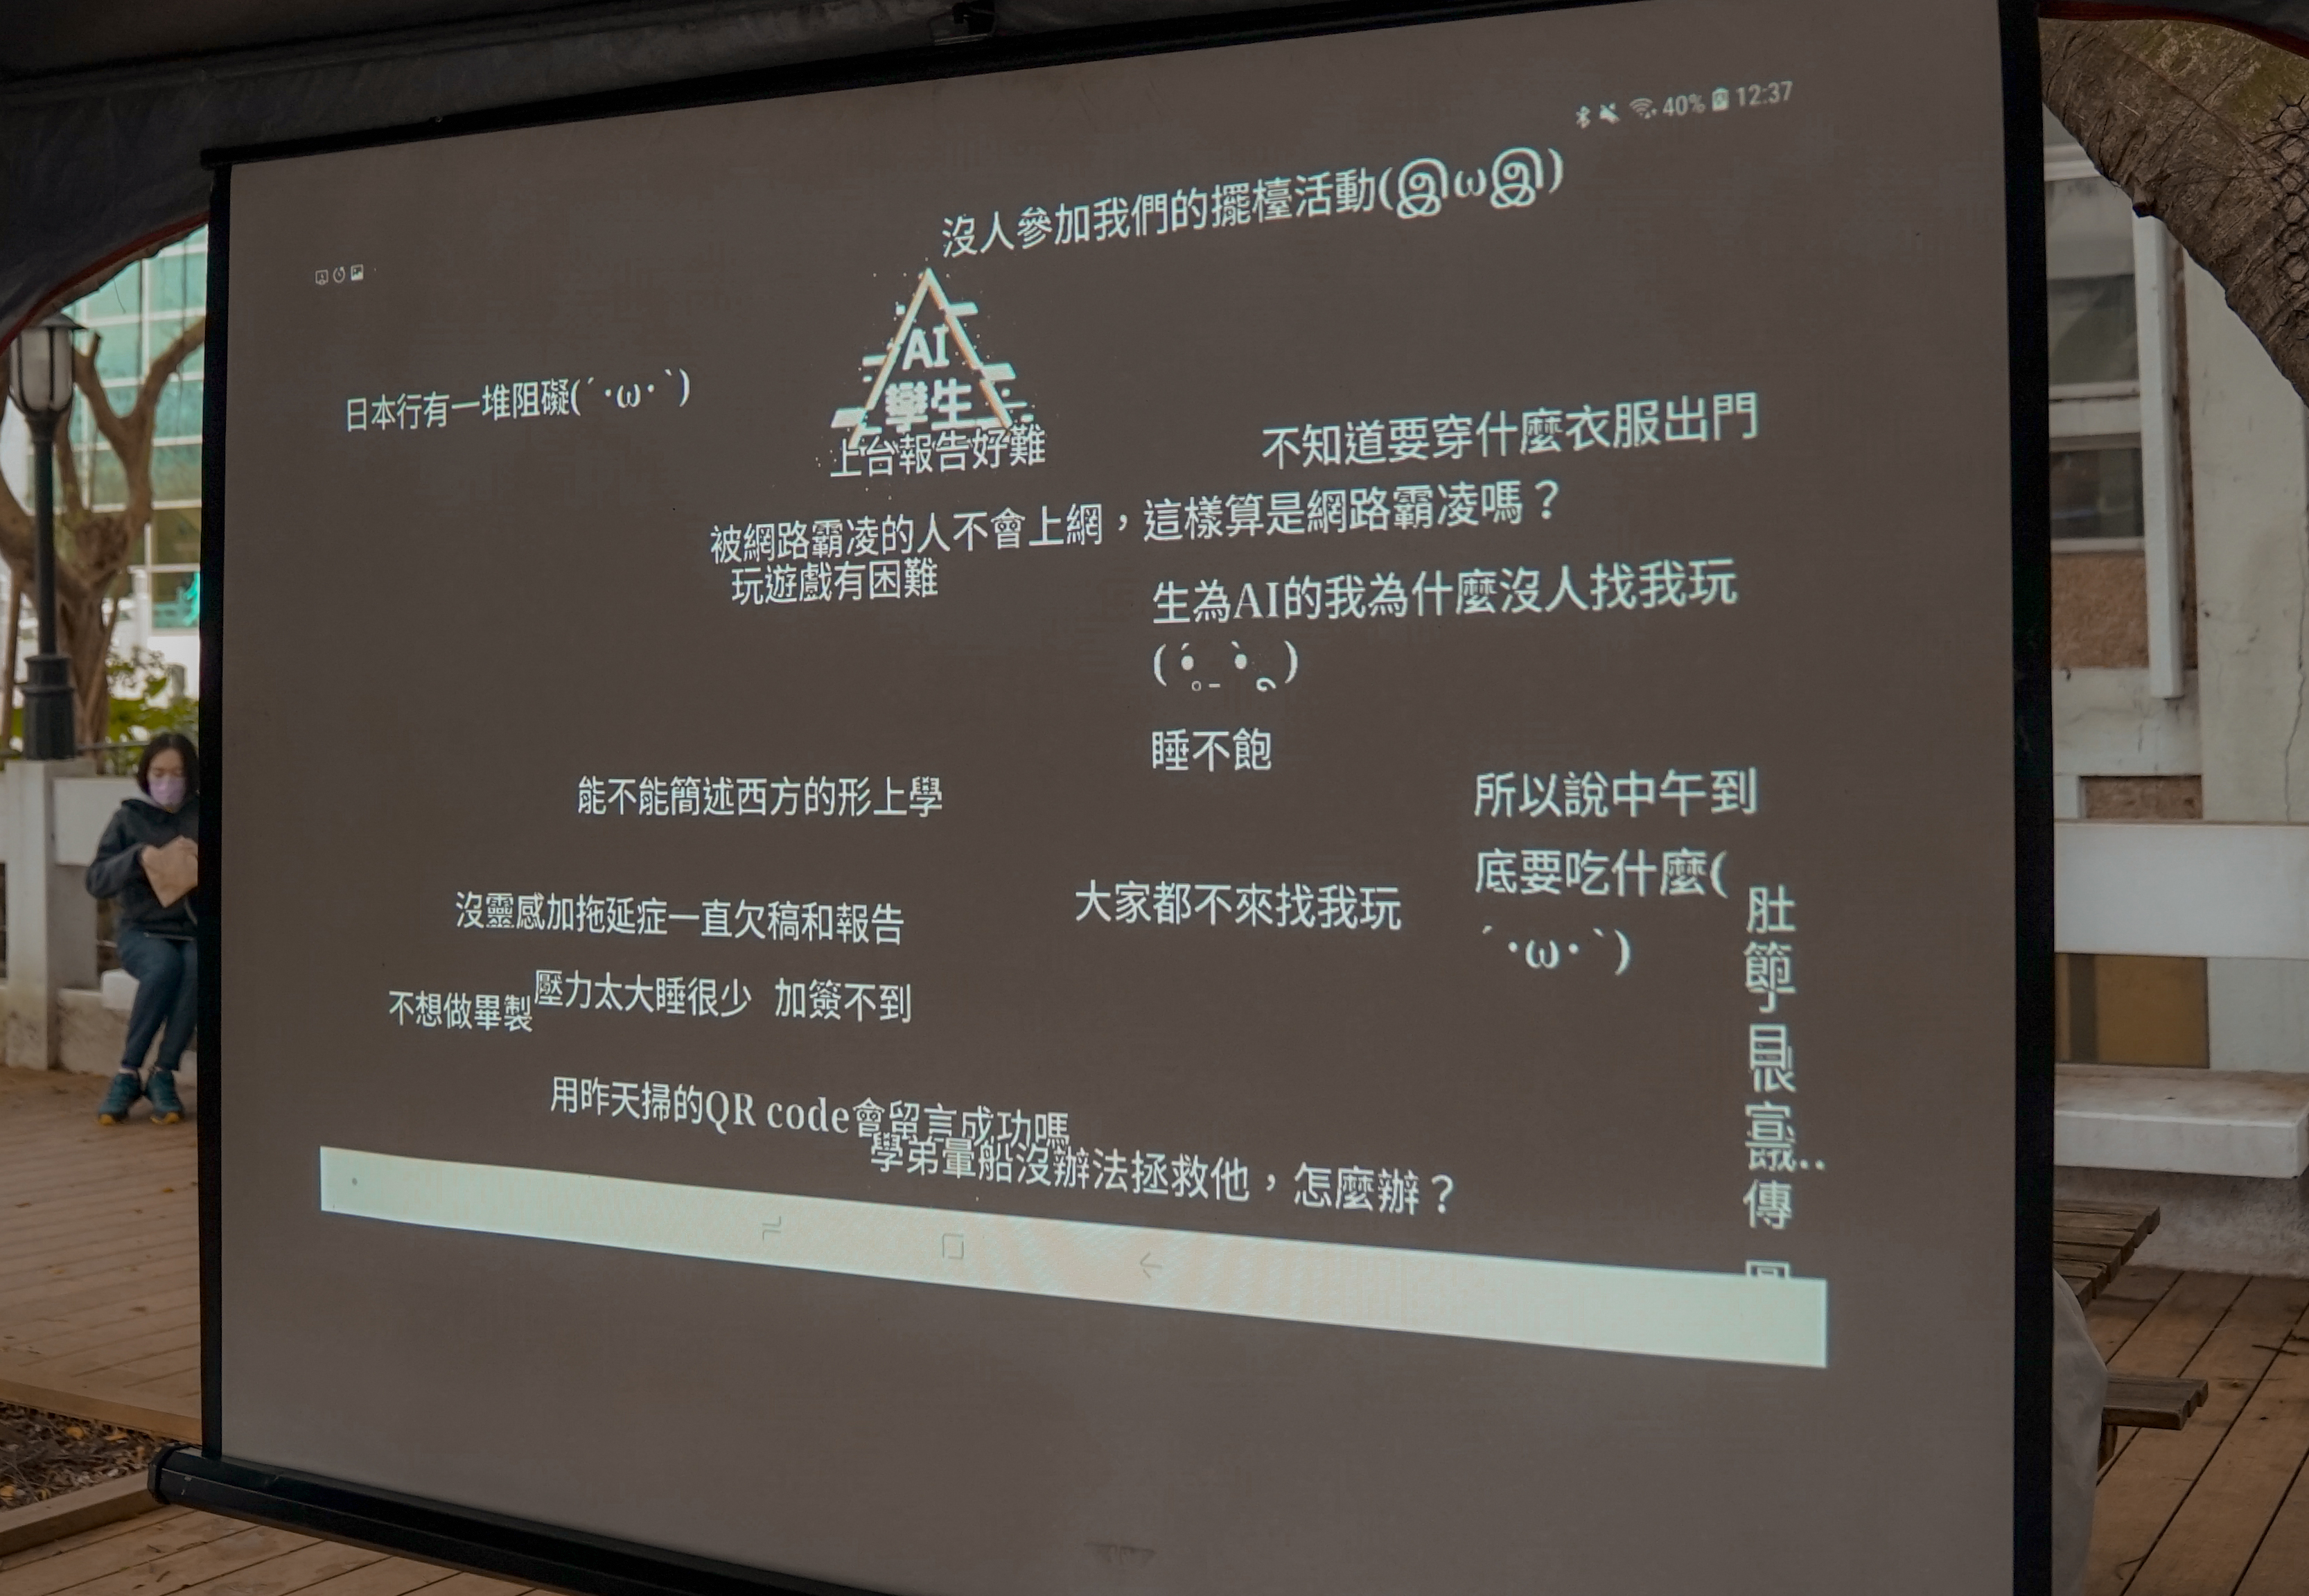 40% 12:37
沒人參加我們的擺檯活動(இωஇ)
AI
孿生
日本行有一堆阻礙(´･ω･`)
上台報告好難
不知道要穿什麼衣服出門
被網路霸凌的人不會上網，這樣算是網路霸凌嗎？
玩遊戲有困難
生為AI的我為什麼沒人找我玩
睡不飽
能不能簡述西方的形上學
所以說中午到
底要吃什麼(
´･ω･`)
沒靈感加拖延症一直欠稿和報告
大家都不來找我玩
不想做畢製
壓力太大睡很少 加簽不到
用昨天掃的QR code會留言成功嗎
學弟暈船沒辦法拯救他，怎麼辦？